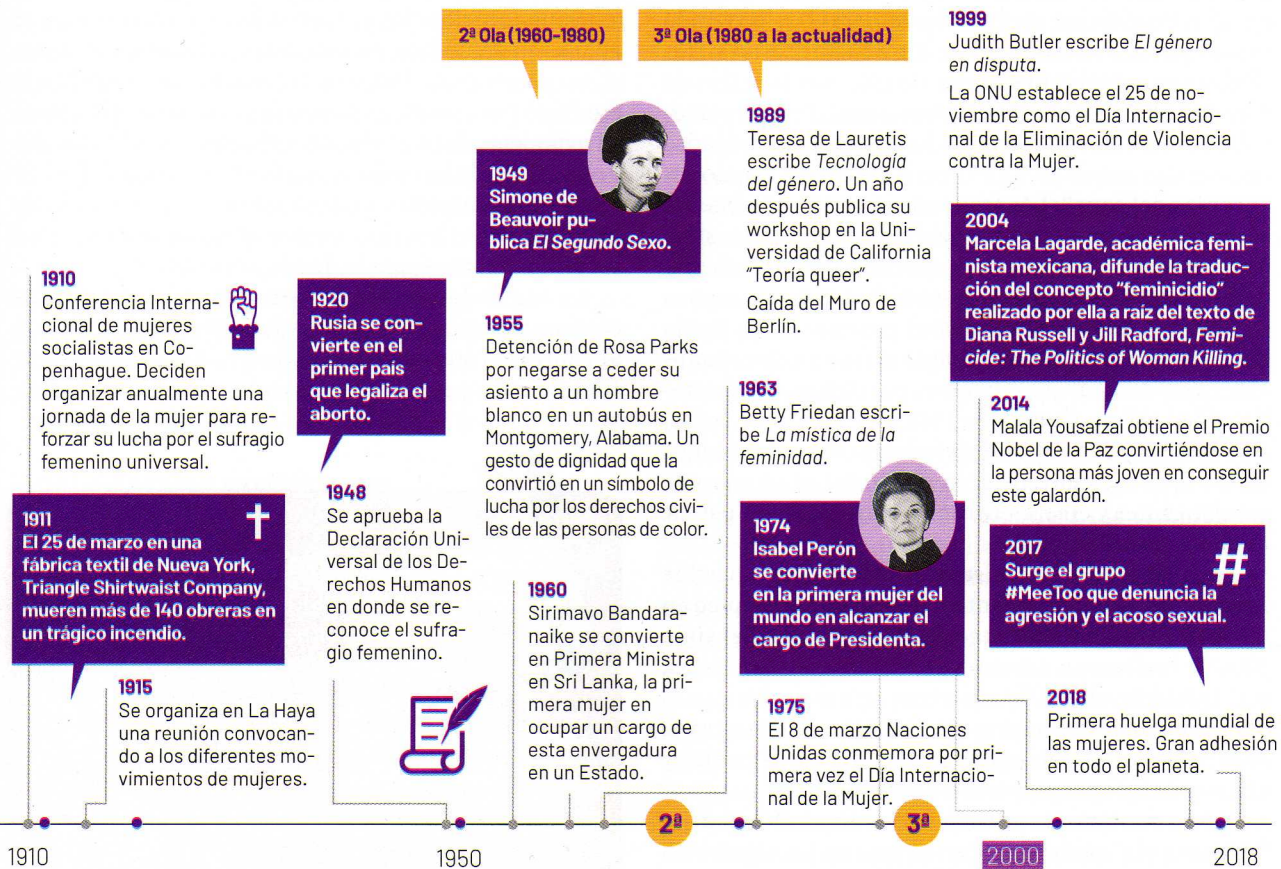 2ª Ola (1960-1980)
3ª Ola (1980 a la actualidad)
1910
Conferencia Interna-
cional de mujeres
socialistas en Co-
penhague. Deciden
organizar anualmente una
jornada de la mujer para re-
forzar su lucha por el sufragio
femenino universal.
1911
El 25 de marzo en una
fábrica textil de Nueva York,
Triangle Shirtwaist Company,
mueren más de 140 obreras en
un trágico incendio.
1915
Se organiza en La Haya
una reunión convocan-
do a los diferentes mo-
vimientos de mujeres.
1920
Rusia se con-
vierte en el
primer país
que legaliza el
aborto.
1948
Se aprueba la
Declaración Uni-
versal de los De-
rechos Humanos
en donde se re-
conoce el sufra-
gio femenino.
1949
Simone de
Beauvoir pu-
blica El Segundo Sexo.
1955
Detención de Rosa Parks
por negarse a ceder su
asiento a un hombre
blanco en un autobús en
Montgomery, Alabama. Un
gesto de dignidad que la
convirtió en un símbolo de
lucha por los derechos civi-
les de las personas de color.
1960
Sirimavo Bandara-
naike se convierte
en Primera Ministra
en Sri Lanka, la pri-
mera mujer en
ocupar un cargo de
esta envergadura
en un Estado.
1989
Teresa de Lauretis
escribe Tecnología
del género. Un año
después publica su
workshop en la Uni-
versidad de California
"Teoría queer".
Caída del Muro de
Berlín.
1963
Betty Friedan escri-
be La mística de la
feminidad.
1974
Isabel Perón
se convierte
en la primera mujer del
mundo en alcanzar el
cargo de Presidenta.
1975
El 8 de marzo Naciones
Unidas conmemora por pri-
mera vez el Día Internacio-
nal de la Mujer.
1999
Judith Butler escribe El género
en disputa.
La ONU establece el 25 de no-
viembre como el Día Internacio-
nal de la Eliminación de Violencia
contra la Mujer.
2004
Marcela Lagarde, académica femi-
nista mexicana, difunde la traduc-
ción del concepto "feminicidio"
realizado por ella a raíz del texto de
Diana Russell y Jill Radford, Femi-
cide: The Politics of Woman Killing.
2014
Malala Yousafzai obtiene el Premio
Nobel de la Paz convirtiéndose en
la persona más joven en conseguir
este galardón.
2017
Surge el grupo
#MeeToo que denuncia la
agresión y el acoso sexual.
#
2018
Primera huelga mundial de
las mujeres. Gran adhesión
en todo el planeta.
2ª
3ª
1910
1950
2000
2018